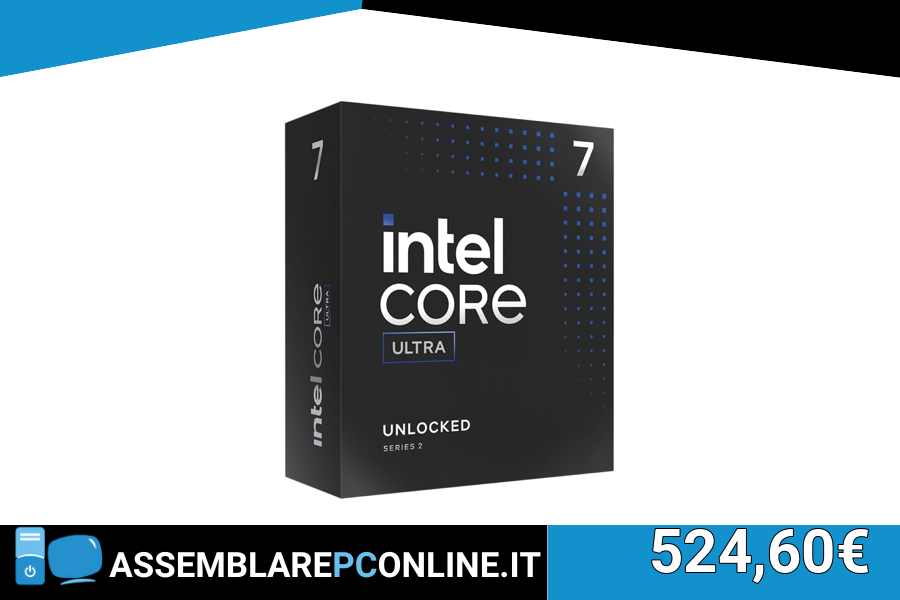 7
7
intel
CORE
ULTRA
intel CORE ULTRA
UNLOCKED
SERIES 2
ASSEMBLAREPCONLINE.IT
524,60€